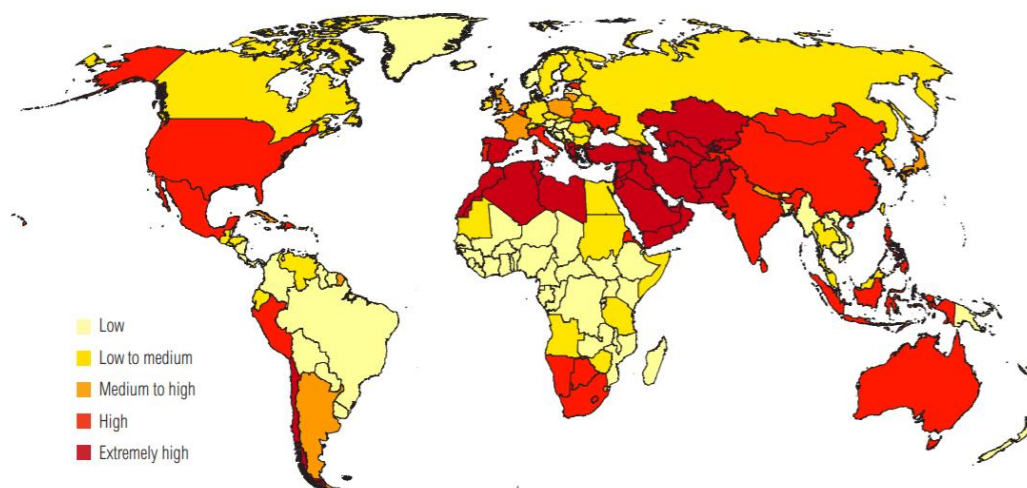 Low
Low to medium
Medium to high
High
Extremely high